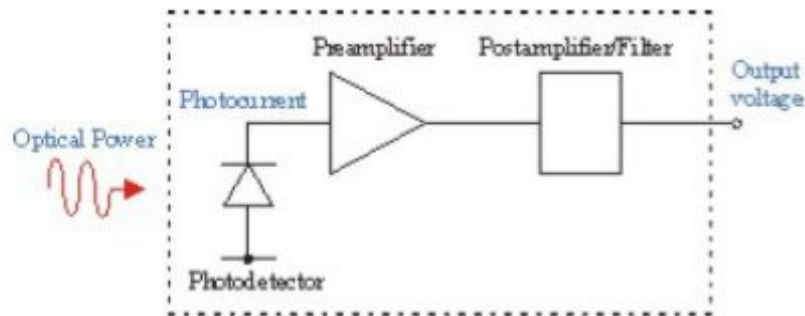 Preamplifier
Postamplifier/Filter
Output
voltage
Photocurrent
Optical Power
Photodetector